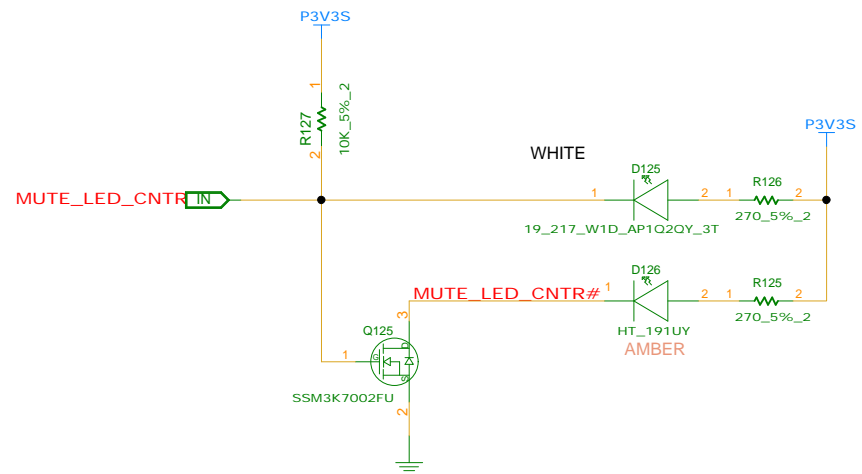 P3V3S
1
R127
10K_5%_2
2
P3V3S
WHITE
D125
R126
MUTE_LED_CNTR
IN
1
2
1
2
19_217_W1D_AP1Q2QY_3T
270_5%_2
D126
R125
MUTE_LED_CNTR#
1
2
1
2
HT_191UY
270_5%_2
AMBER
3
Q125
D
1
G
S
SSM3K7002FU
2